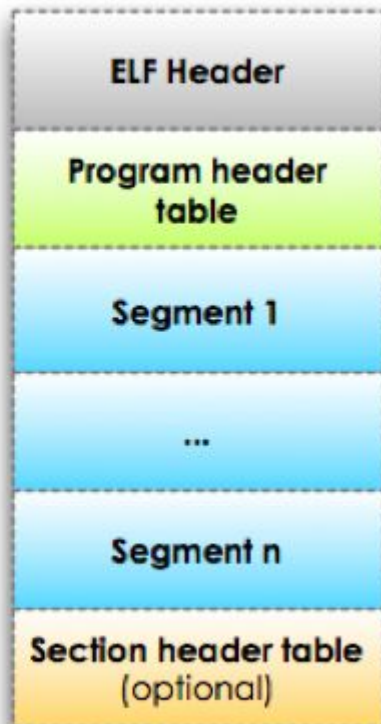 ELF Header
Program header
table
Segment 1
...
Segment n
Section header table
(optional)